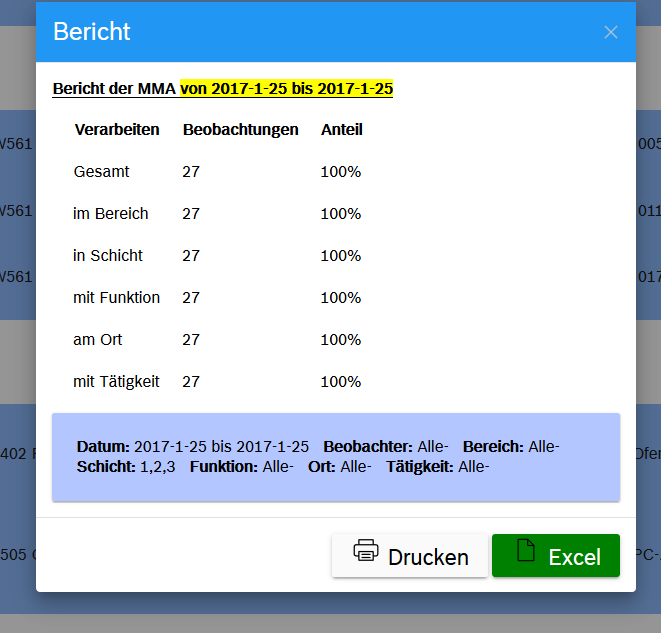 Bericht
Bericht der MMA von 2017-1-25 bis 2017-1-25
Verarbeiten Beobachtungen Anteil
Gesamt 27 100%
im Bereich 27 100%
in Schicht 27 100%
mit Funktion 27 100%
am Ort 27 100%
mit Tätigkeit 27 100%
Datum: 2017-1-25 bis 2017-1-25 Beobachter: Alle- Bereich: Alle-
Schicht: 1,2,3 Funktion: Alle- Ort: Alle- Tätigkeit: Alle-
Drucken Excel
W561 005
W561 011
W561 017
402
505